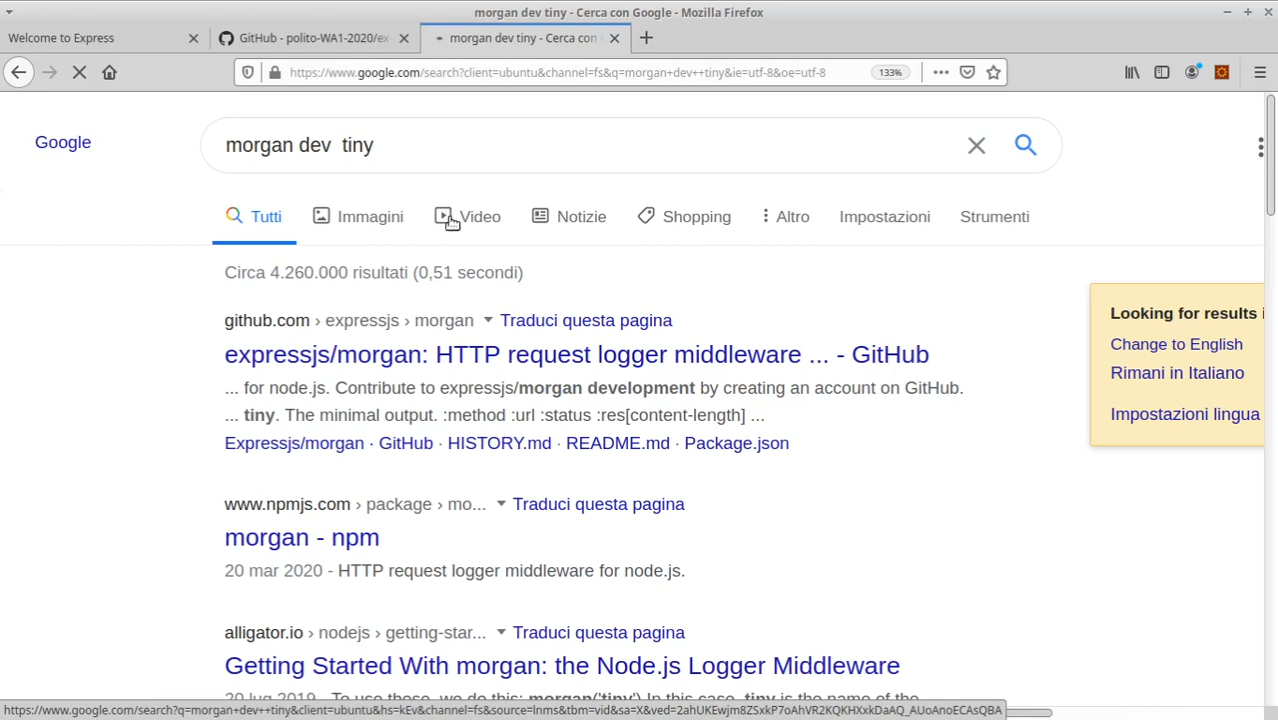 morgan dev tiny - Cerca con Google - Mozilla Firefox
Welcome to Express
GitHub - polito-WA1-2020/ex
morgan dev tiny - Cerca con
https://www.google.com/search?client=ubuntu&channel=fs&q=morgan+dev++tiny&ie=utf-8&oe=utf-8
133%
Google
morgan dev  tiny
Tutti
Immagini
Video
Notizie
Shopping
Altro
Impostazioni
Strumenti
Circa 4.260.000 risultati (0,51 secondi)
github.com › expressjs › morgan Traduci questa pagina
expressjs/morgan: HTTP request logger middleware ... - GitHub
... for node.js. Contribute to expressjs/morgan development by creating an account on GitHub.
... tiny. The minimal output. :method :url :status :res[content-length] ...
Expressjs/morgan · GitHub · HISTORY.md · README.md · Package.json
www.npmjs.com › package › mo... Traduci questa pagina
morgan - npm
20 mar 2020 - HTTP request logger middleware for node.js.
alligator.io › nodejs › getting-star... Traduci questa pagina
Getting Started With morgan: the Node.js Logger Middleware
20 lug 2019 - To use these, we do this: morgan('tiny') In this case, tiny is the name of the
Looking for results i
Change to English
Rimani in Italiano
Impostazioni lingua
https://www.google.com/search?q=morgan+dev++tiny&client=ubuntu&hs=kEv&channel=fs&source=lnms&tbm=vid&sa=X&ved=2ahUKEwjm8ZSxkP7oAhVR2KQKHXxkDaAQ_AUoAnoECAsQBA